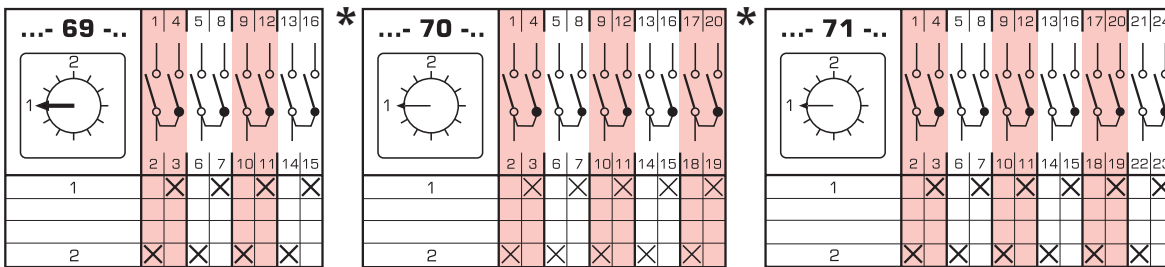 ...- 69 -.. 1 4 5 8 9 12 13 16
2
1
2 3 6 7 10 11 14 15
1 X X X X
2 X X X X
* ...- 70 -.. 1 4 5 8 9 12 13 16 17 20
2
1
2 3 6 7 10 11 14 15 18 19
1 X X X X X
2 X X X X X
* ...- 71 -.. 1 4 5 8 9 12 13 16 17 20 21 24
2
1
2 3 6 7 10 11 14 15 18 19 22 23
1 X X X X X X
2 X X X X X X